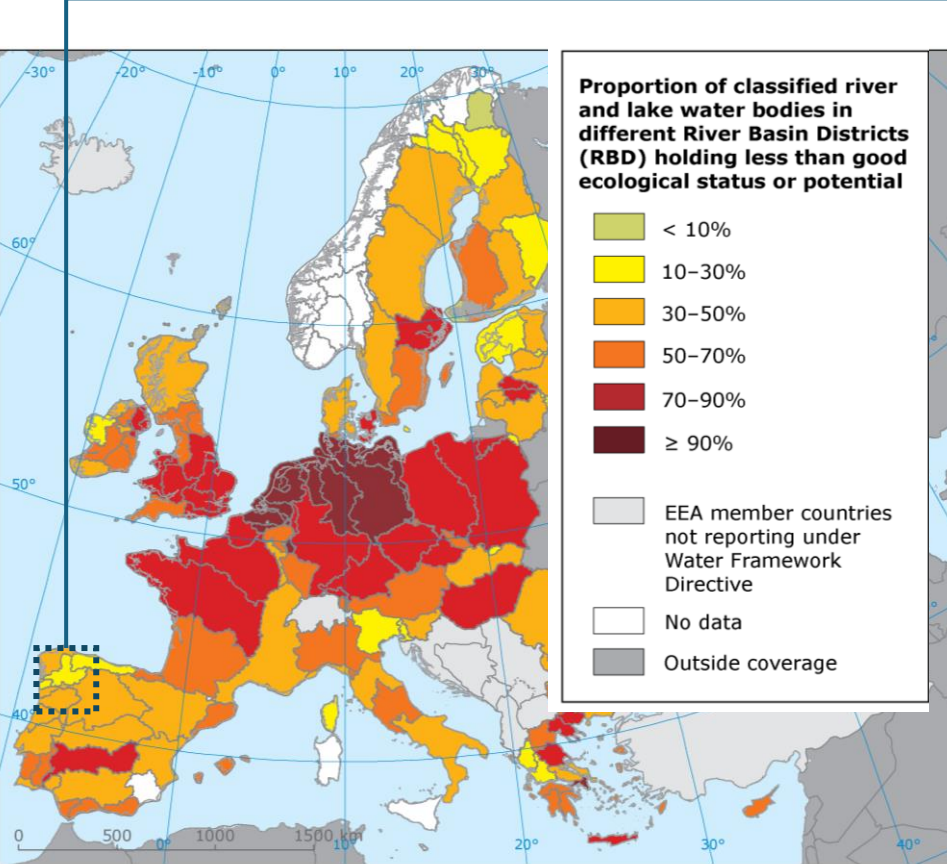 -30°
-20°
-10°
0°
10°
20°
30°
60°
50°
40°
Proportion of classified river
and lake water bodies in
different River Basin Districts
(RBD) holding less than good
ecological status or potential
< 10%
10–30%
30–50%
50–70%
70–90%
≥ 90%
EEA member countries
not reporting under
Water Framework
Directive
No data
Outside coverage
0 500 1000 1500 km
0° 10° 20° 30° 40°